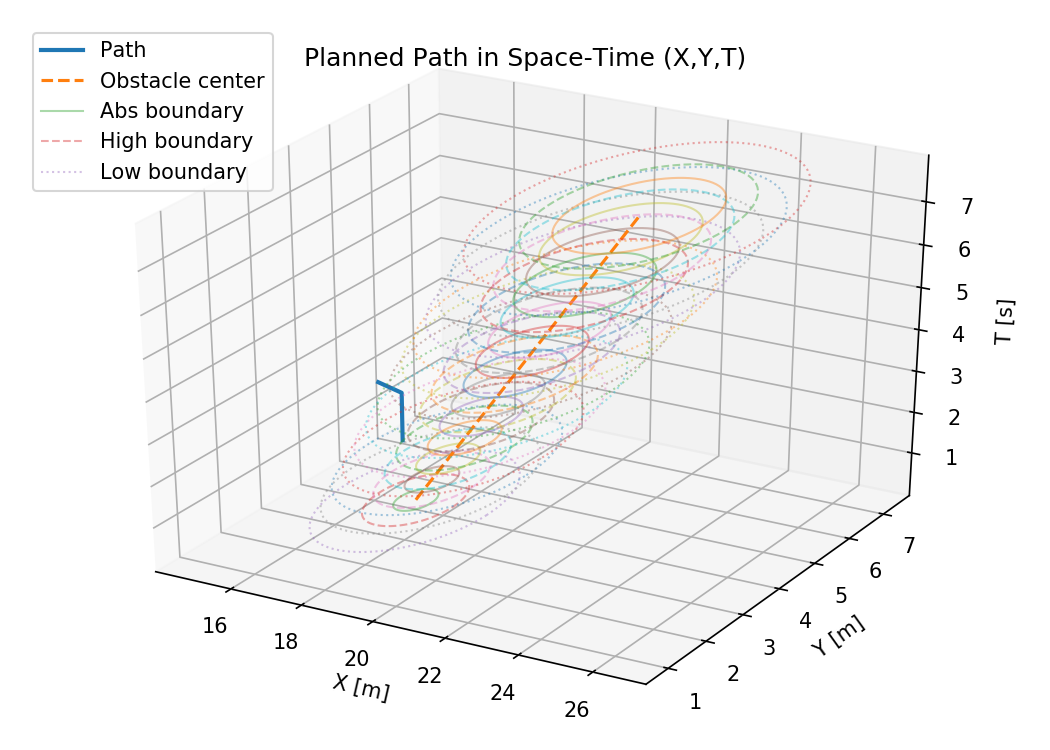 Planned Path in Space-Time (X,Y,T)
Path
Obstacle center
Abs boundary
High boundary
Low boundary
16
18
20
22
24
26
X [m]
1
2
3
4
5
6
7
Y [m]
1
2
3
4
5
6
7
T [s]